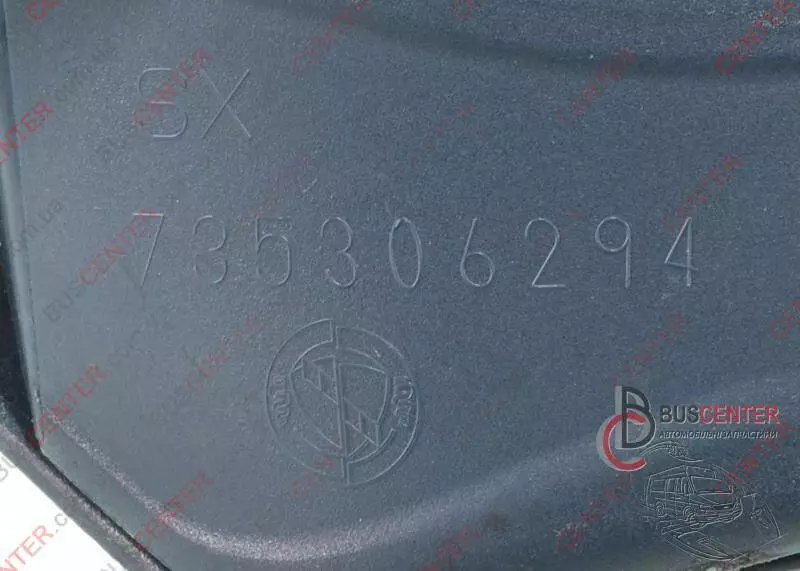 SX
735306294
BUSCENTER
АВТОМОБІЛЬНІ ЗАПЧАСТИНИ